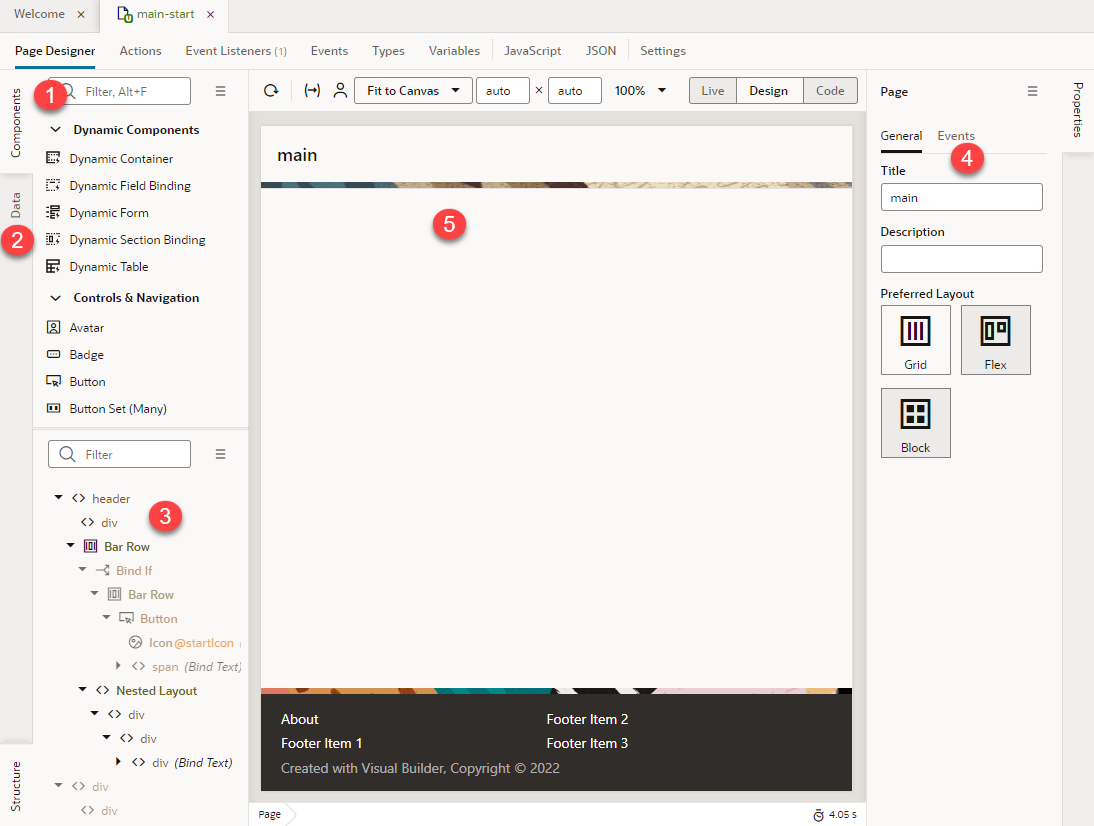 Welcome ×
main-start ×
Page Designer Actions Event Listeners (1) Events Types Variables JavaScript JSON Settings
Components
1
Filter, Alt+F
Dynamic Components
Dynamic Container
Dynamic Field Binding
Dynamic Form
Dynamic Section Binding
Dynamic Table
Controls & Navigation
Avatar
Badge
Button
Button Set (Many)
Data
2
Filter
header
div
3
Bar Row
Bind If
Bar Row
Button
Icon@startIcon
span (Bind Text)
Nested Layout
div
div
div (Bind Text)
div
div
Structure
Fit to Canvas auto × auto 100% Live Design Code
main
5
About Footer Item 2
Footer Item 1 Footer Item 3
Created with Visual Builder, Copyright © 2022
Page 4.05 s
Page
General Events
4
Title
main
Description
Preferred Layout
Grid Flex
Block
Properties